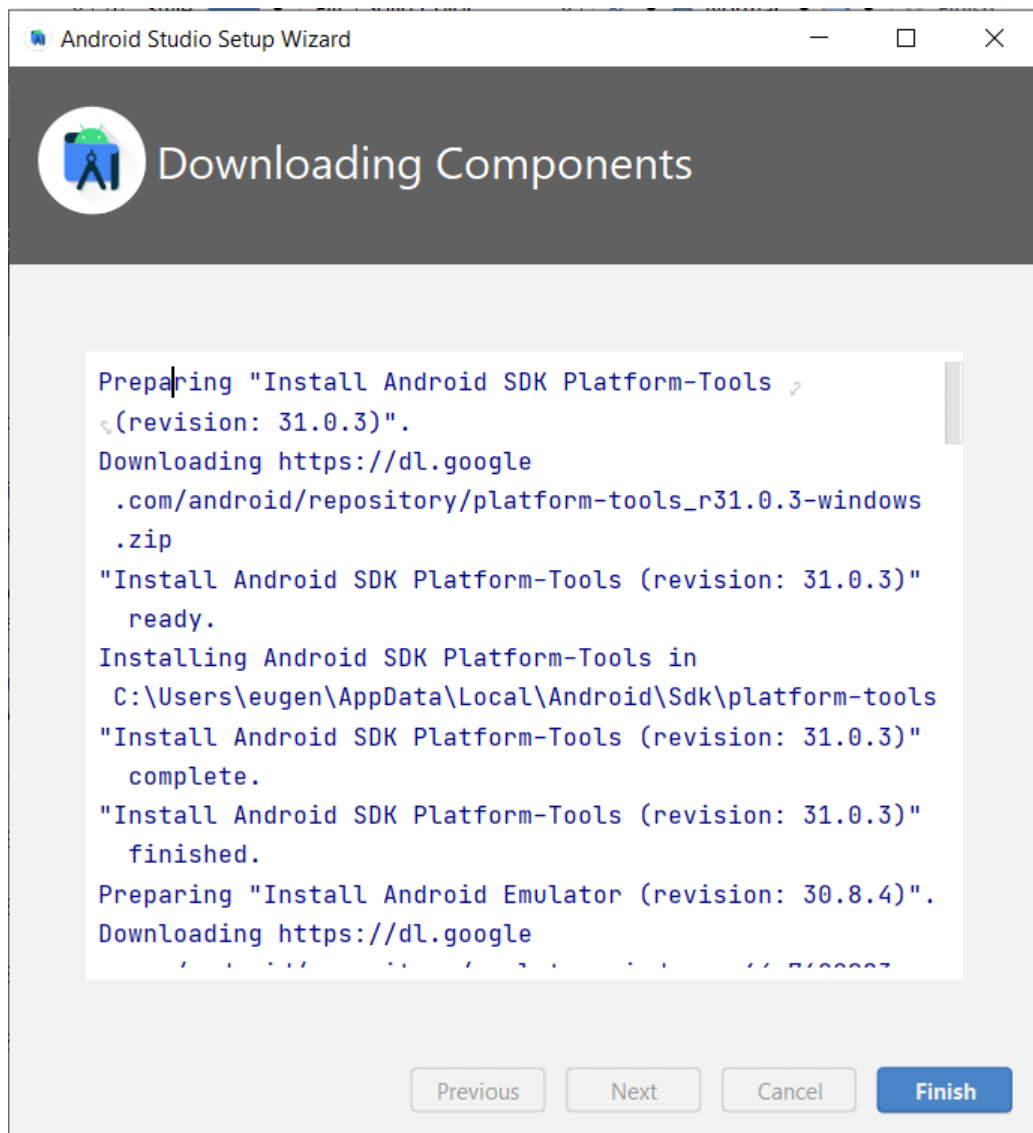 Android Studio Setup Wizard
Downloading Components
Preparing "Install Android SDK Platform-Tools
(revision: 31.0.3)".
Downloading https://dl.google
.com/android/repository/platform-tools_r31.0.3-windows
.zip
"Install Android SDK Platform-Tools (revision: 31.0.3)"
ready.
Installing Android SDK Platform-Tools in
C:\Users\eugen\AppData\Local\Android\Sdk\platform-tools
"Install Android SDK Platform-Tools (revision: 31.0.3)"
complete.
"Install Android SDK Platform-Tools (revision: 31.0.3)"
finished.
Preparing "Install Android Emulator (revision: 30.8.4)".
Downloading https://dl.google
Previous Next Cancel Finish